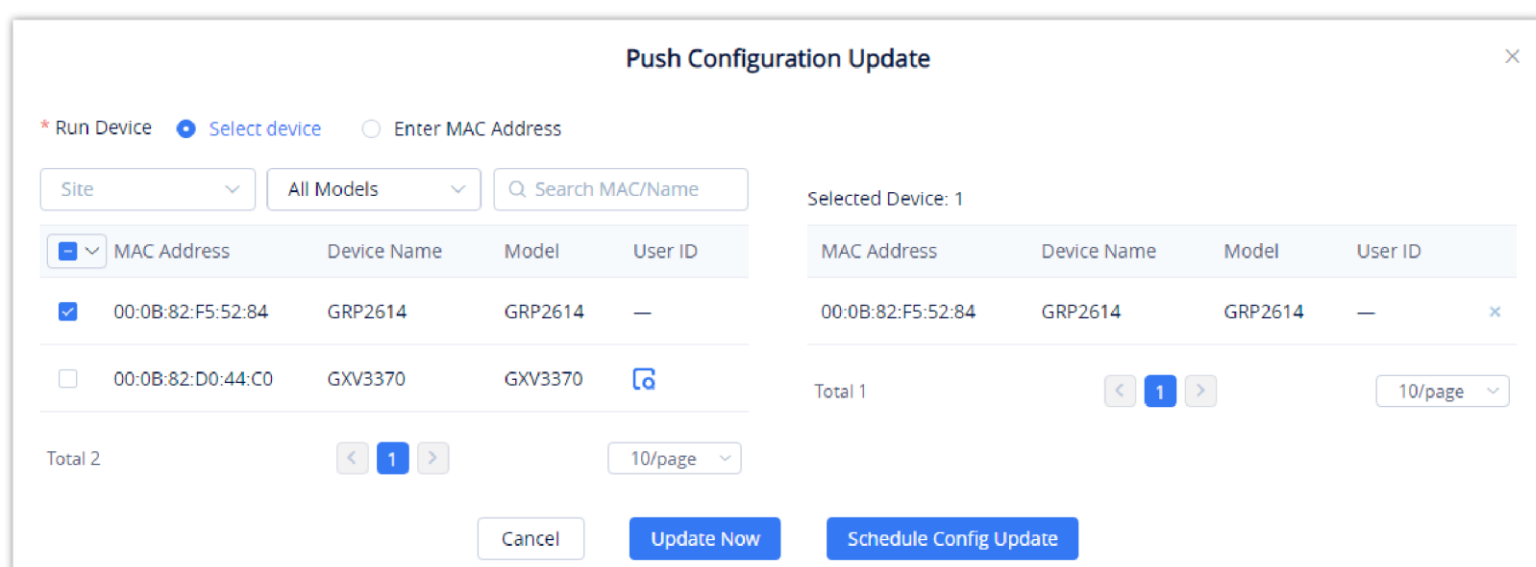 Push Configuration Update
* Run Device Select device Enter MAC Address
Site All Models Search MAC/Name
Selected Device: 1
MAC Address Device Name Model User ID MAC Address Device Name Model User ID
00:0B:82:F5:52:84 GRP2614 GRP2614 — 00:0B:82:F5:52:84 GRP2614 GRP2614 —
00:0B:82:D0:44:C0 GXV3370 GXV3370
Total 1 1 10/page
Total 2 1 10/page
Cancel Update Now Schedule Config Update